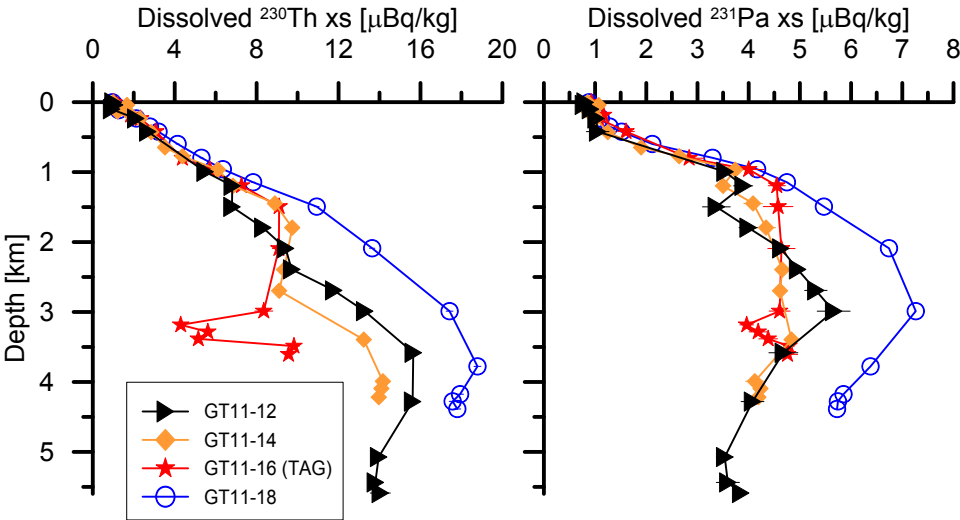 Dissolved ²³⁰Th xs [µBq/kg]
Dissolved ²³¹Pa xs [µBq/kg]
0 4 8 12 16 20
0 1 2 3 4 5 6 7 8
0
1
2
3
4
5
Depth [km]
GT11-12
GT11-14
GT11-16 (TAG)
GT11-18